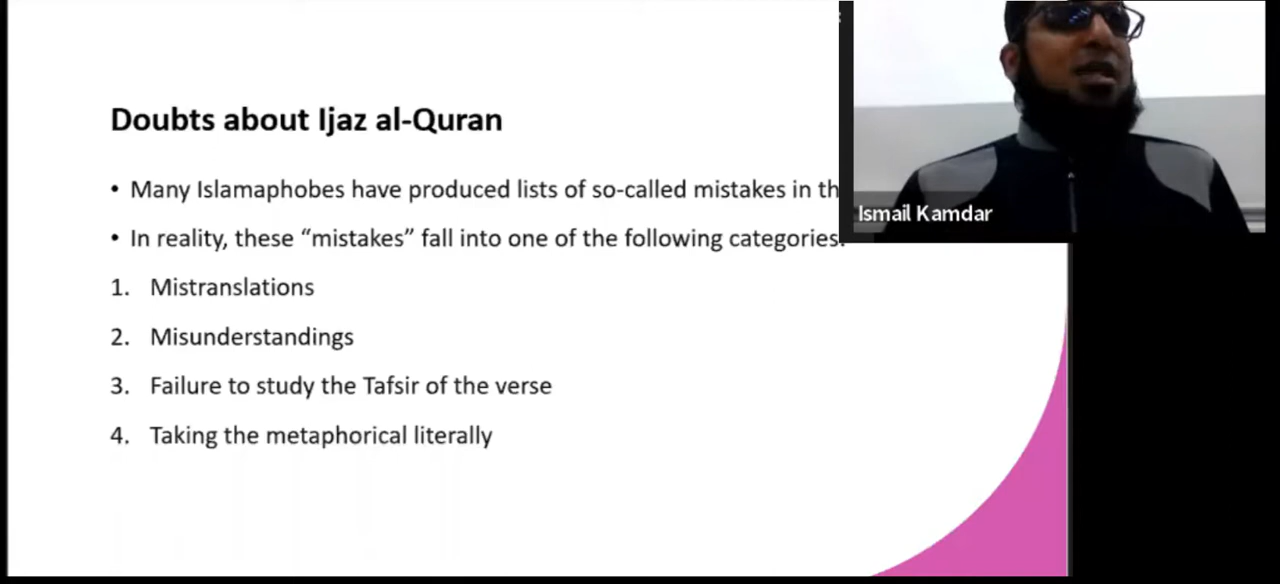 Doubts about Ijaz al-Quran
• Many Islamaphobes have produced lists of so-called mistakes in
• In reality, these “mistakes” fall into one of the following categories:
1. Mistranslations
2. Misunderstandings
3. Failure to study the Tafsir of the verse
4. Taking the metaphorical literally
Ismail Kamdar